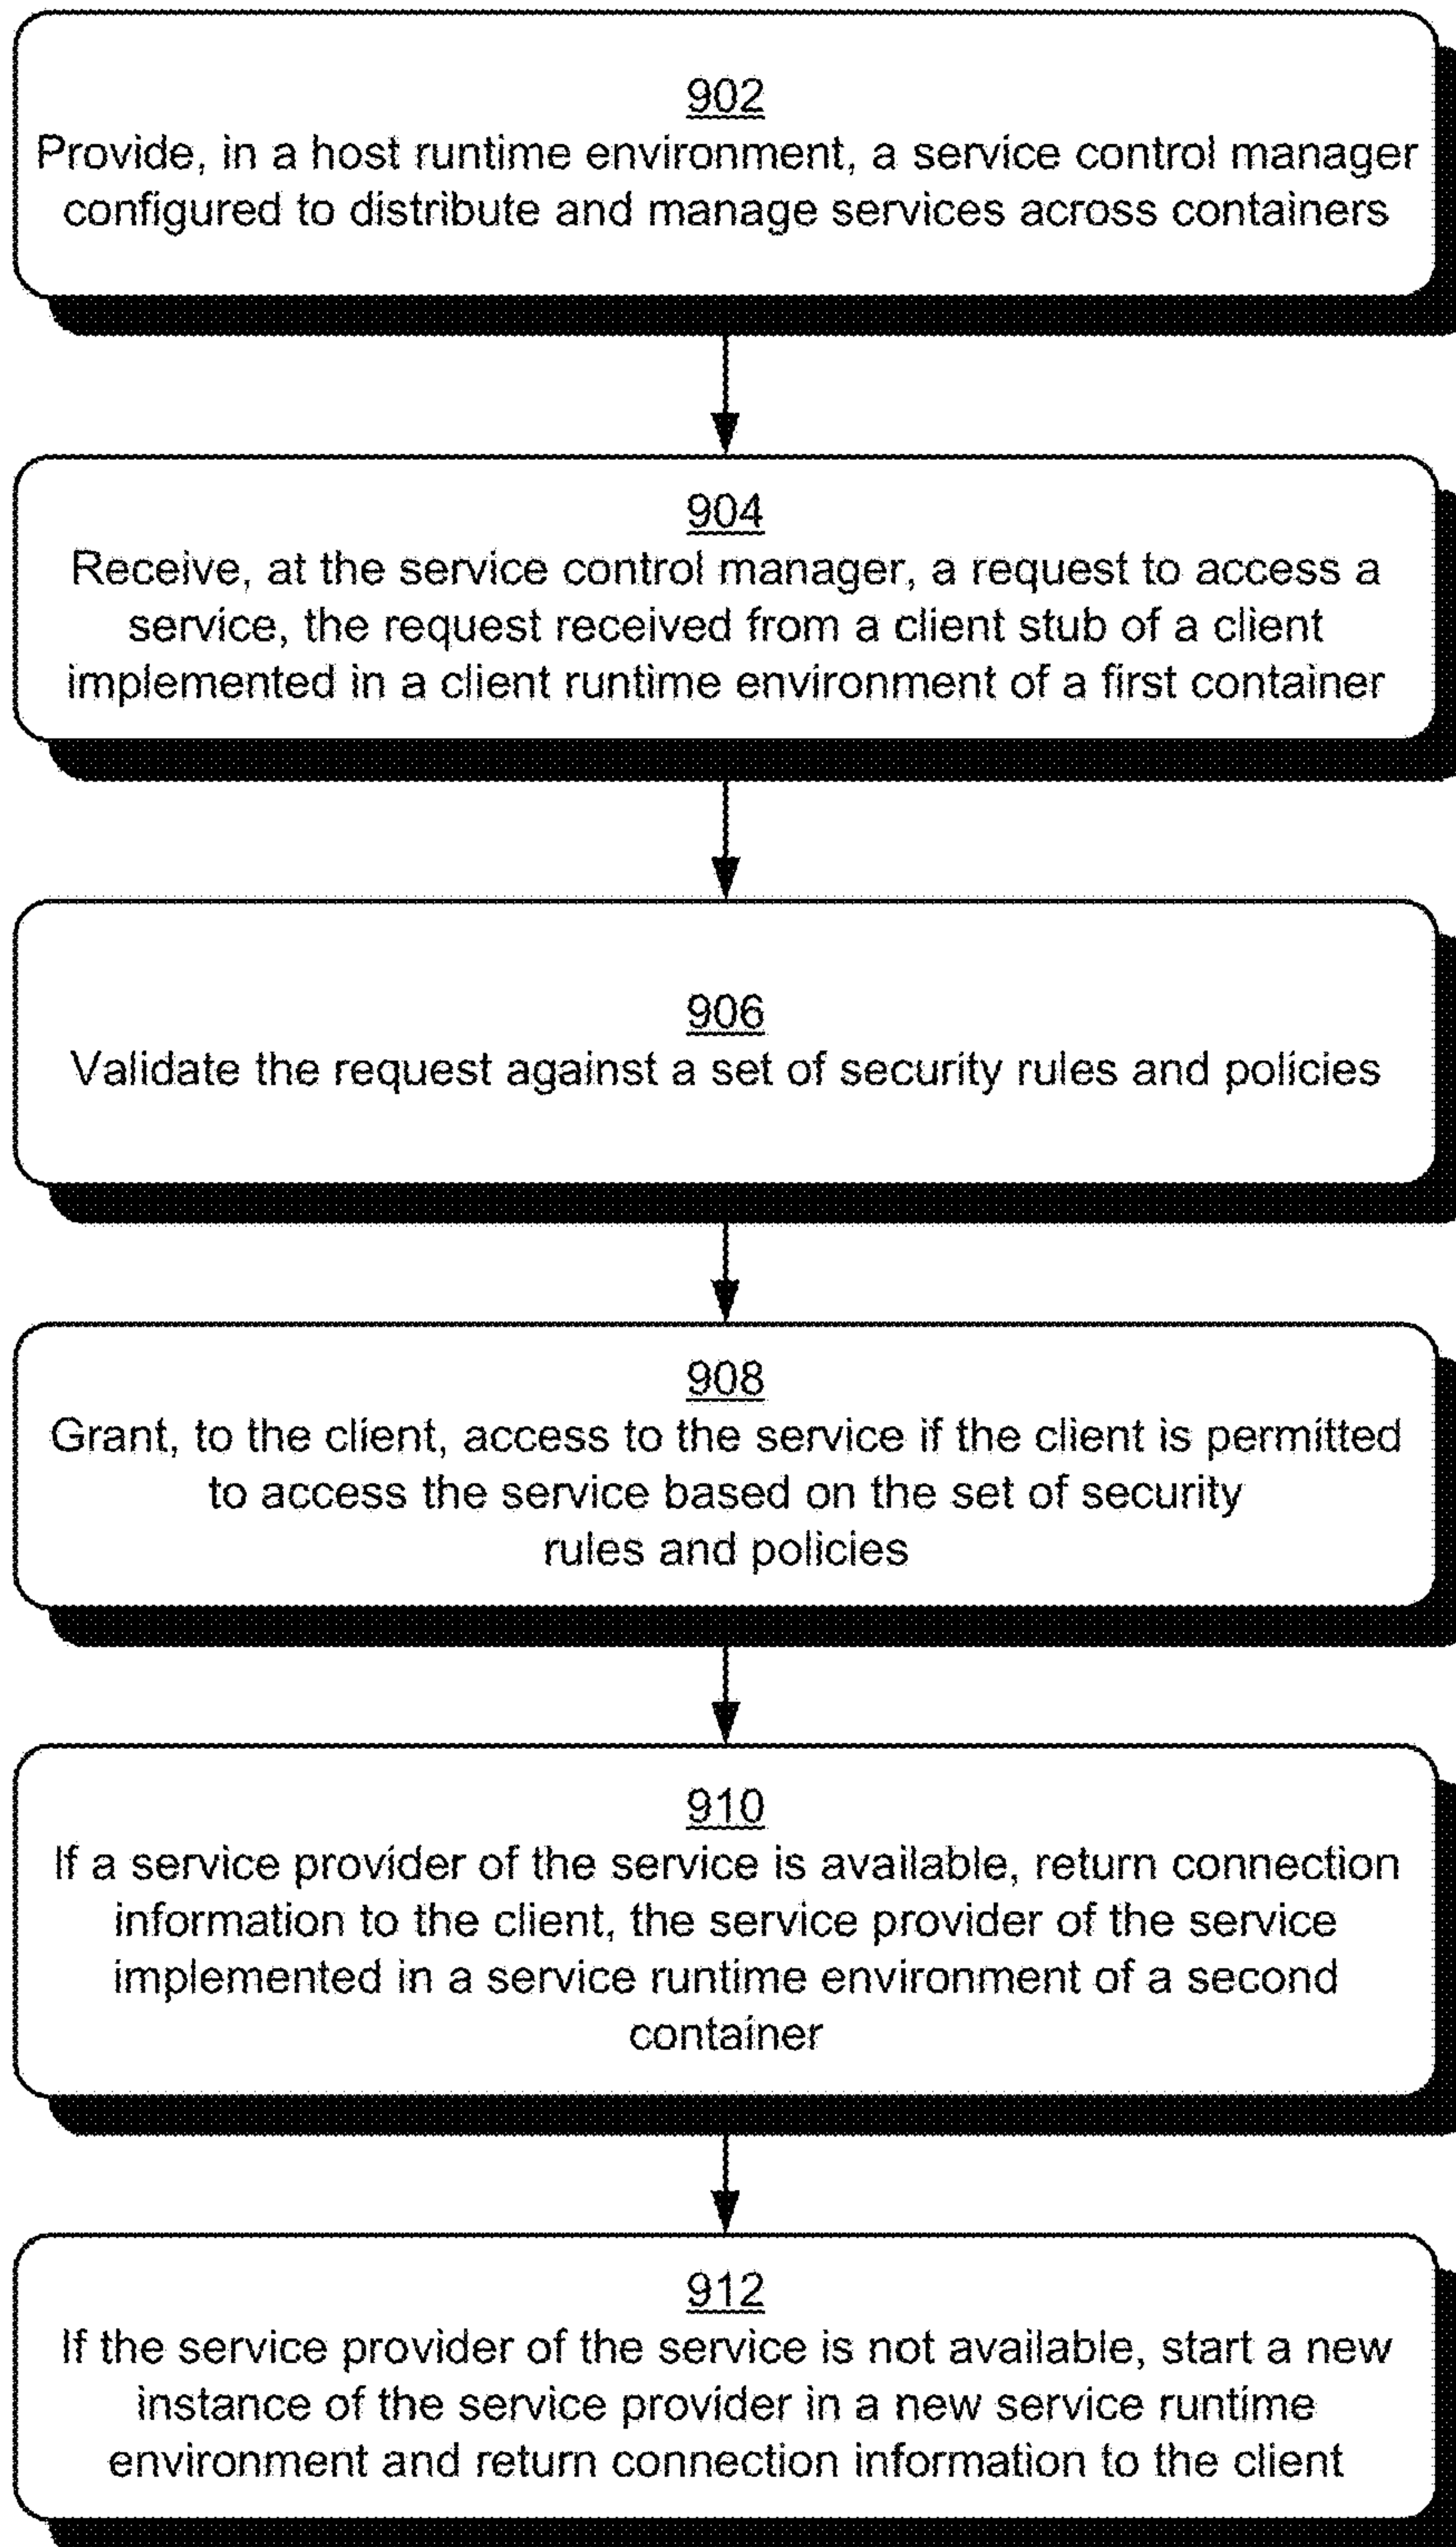 902
Provide, in a host runtime environment, a service control manager
configured to distribute and manage services across containers
904
Receive, at the service control manager, a request to access a
service, the request received from a client stub of a client
implemented in a client runtime environment of a first container
906
Validate the request against a set of security rules and policies
908
Grant, to the client, access to the service if the client is permitted
to access the service based on the set of security
rules and policies
910
If a service provider of the service is available, return connection
information to the client, the service provider of the service
implemented in a service runtime environment of a second
container
912
If the service provider of the service is not available, start a new
instance of the service provider in a new service runtime
environment and return connection information to the client